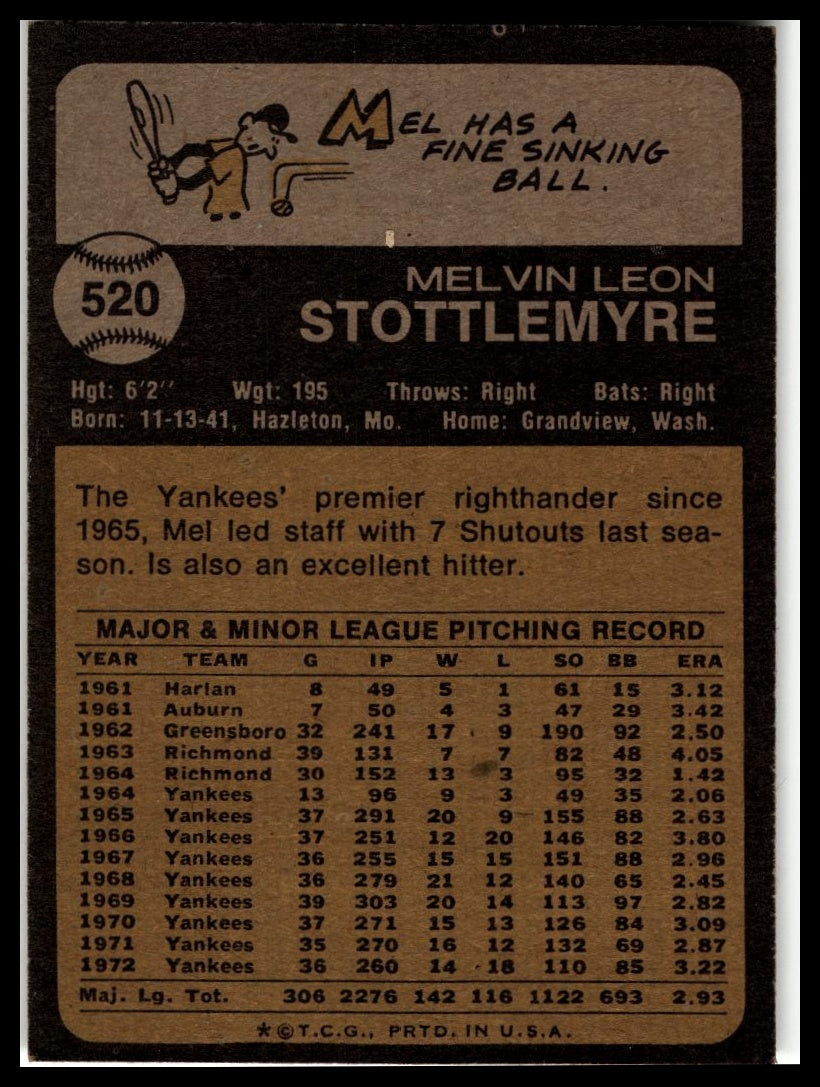 MEL HAS A
FINE SINKING
BALL.
520
MELVIN LEON
STOTTLEMYRE
Hgt: 6'2" Wgt: 195 Throws: Right Bats: Right
Born: 11-13-41, Hazleton, Mo. Home: Grandview, Wash.
The Yankees' premier righthander since
1965, Mel led staff with 7 Shutouts last sea-
son. Is also an excellent hitter.
MAJOR & MINOR LEAGUE PITCHING RECORD
YEAR TEAM G IP W L SO BB ERA
1961 Harlan 8 49 5 1 61 15 3.12
1961 Auburn 7 50 4 3 47 29 3.42
1962 Greensboro 32 241 17 9 190 92 2.50
1963 Richmond 39 131 7 7 82 48 4.05
1964 Richmond 30 152 13 3 95 32 1.42
1964 Yankees 13 96 9 3 49 35 2.06
1965 Yankees 37 291 20 9 155 88 2.63
1966 Yankees 37 251 12 20 146 82 3.80
1967 Yankees 36 255 15 15 151 88 2.96
1968 Yankees 36 279 21 12 140 65 2.45
1969 Yankees 39 303 20 14 113 97 2.82
1970 Yankees 37 271 15 13 126 84 3.09
1971 Yankees 35 270 16 12 132 69 2.87
1972 Yankees 36 260 14 18 110 85 3.22
Maj. Lg. Tot. 306 2276 142 116 1122 693 2.93
*©T.C.G., PRTD. IN U.S.A.